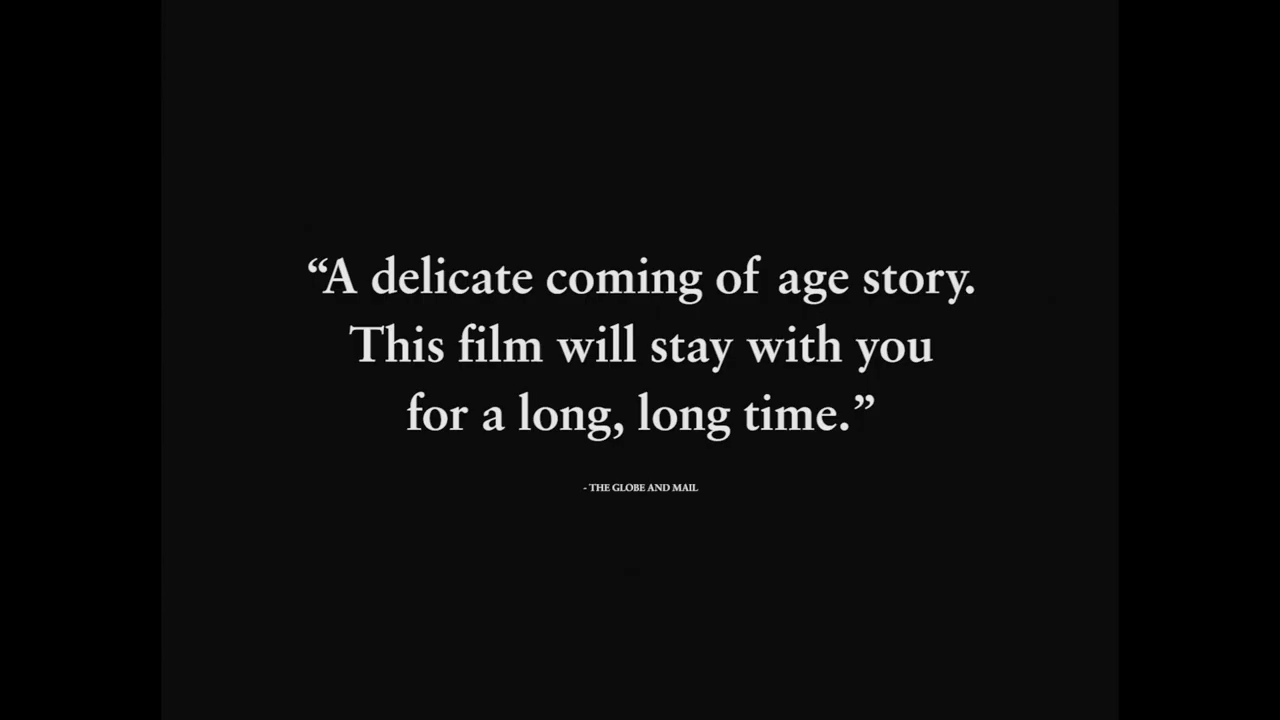 “A delicate coming of age story.
This film will stay with you
for a long, long time.”
- THE GLOBE AND MAIL